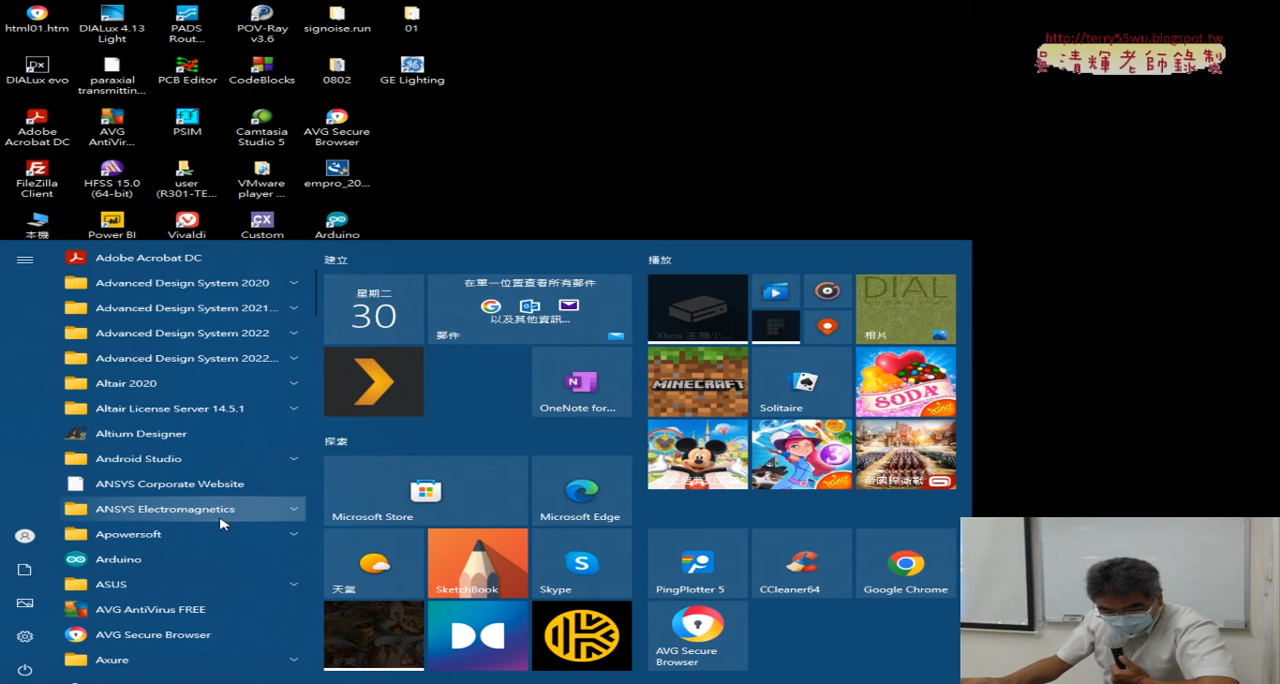 html01.htm
DIALux 4.13
Light
PADS
Rout...
POV-Ray
v3.6
signoise.run
01
DIALux evo
paraxial
transmittin...
PCB Editor
CodeBlocks
0802
GE Lighting
Adobe
Acrobat DC
AVG
AntiVir...
PSIM
Camtasia
Studio 5
AVG Secure
Browser
FileZilla
Client
HFSS 15.0
(64-bit)
user
(R301-TE...
VMware
player ...
empro_20...
本機
Power BI
Vivaldi
Custom
Arduino
http://terry55wu.blogspot.tw
吳清輝老師錄製
Adobe Acrobat DC
Advanced Design System 2020
Advanced Design System 2021...
Advanced Design System 2022
Advanced Design System 2022...
Altair 2020
Altair License Server 14.5.1
Altium Designer
Android Studio
ANSYS Corporate Website
ANSYS Electromagnetics
Apowersoft
Arduino
ASUS
AVG AntiVirus FREE
AVG Secure Browser
Axure
建立
星期二
30
在單一位置查看所有郵件
以及其他資訊...
郵件
OneNote for...
探索
Microsoft Store
Microsoft Edge
天氣
SketchBook
Skype
新聞
播放
Xbox 主機小...
DIAL
相片
MINECRAFT
Solitaire
SODA
King
3
King
PingPlotter 5
CCleaner64
Google Chrome
AVG Secure
Browser